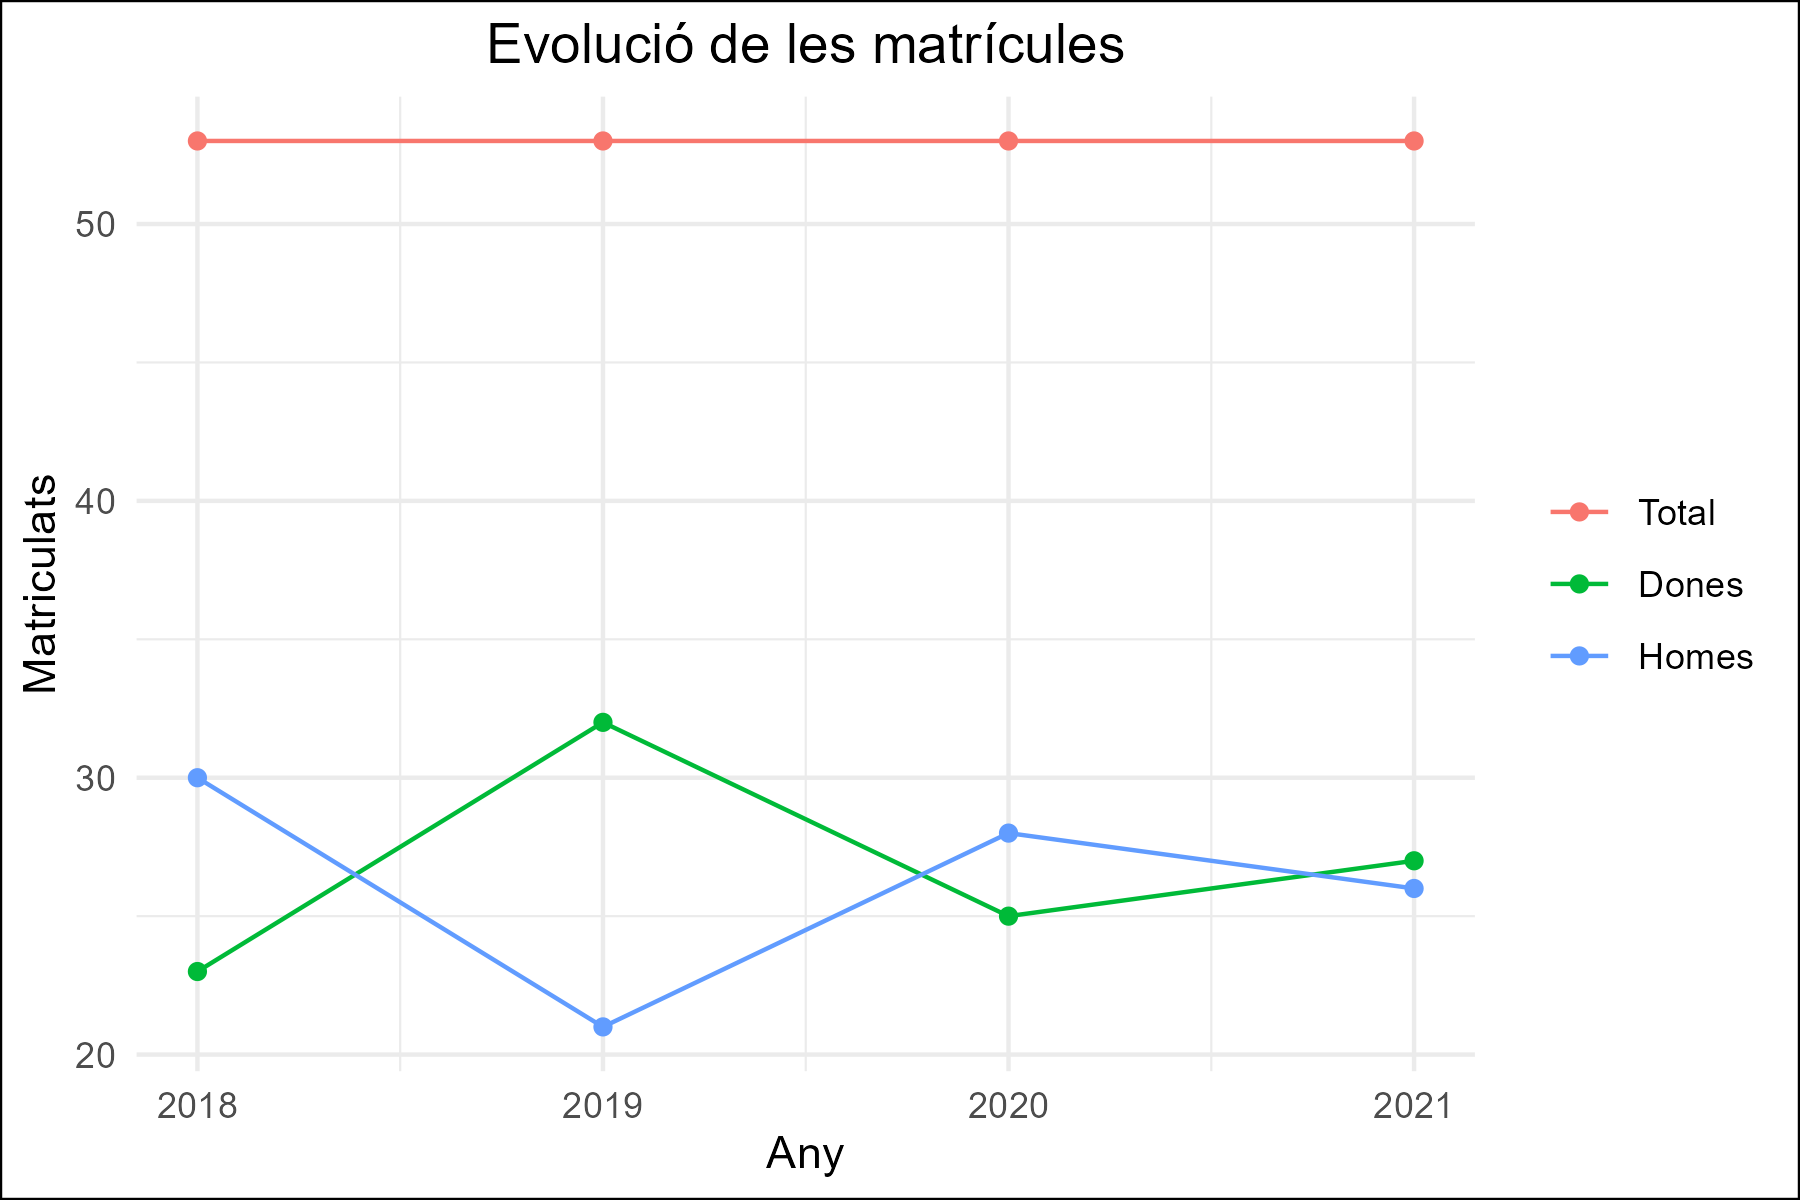 Evolució de les matrícules
Matriculats
50
40
30
20
2018
2019
2020
2021
Any
Total
Dones
Homes